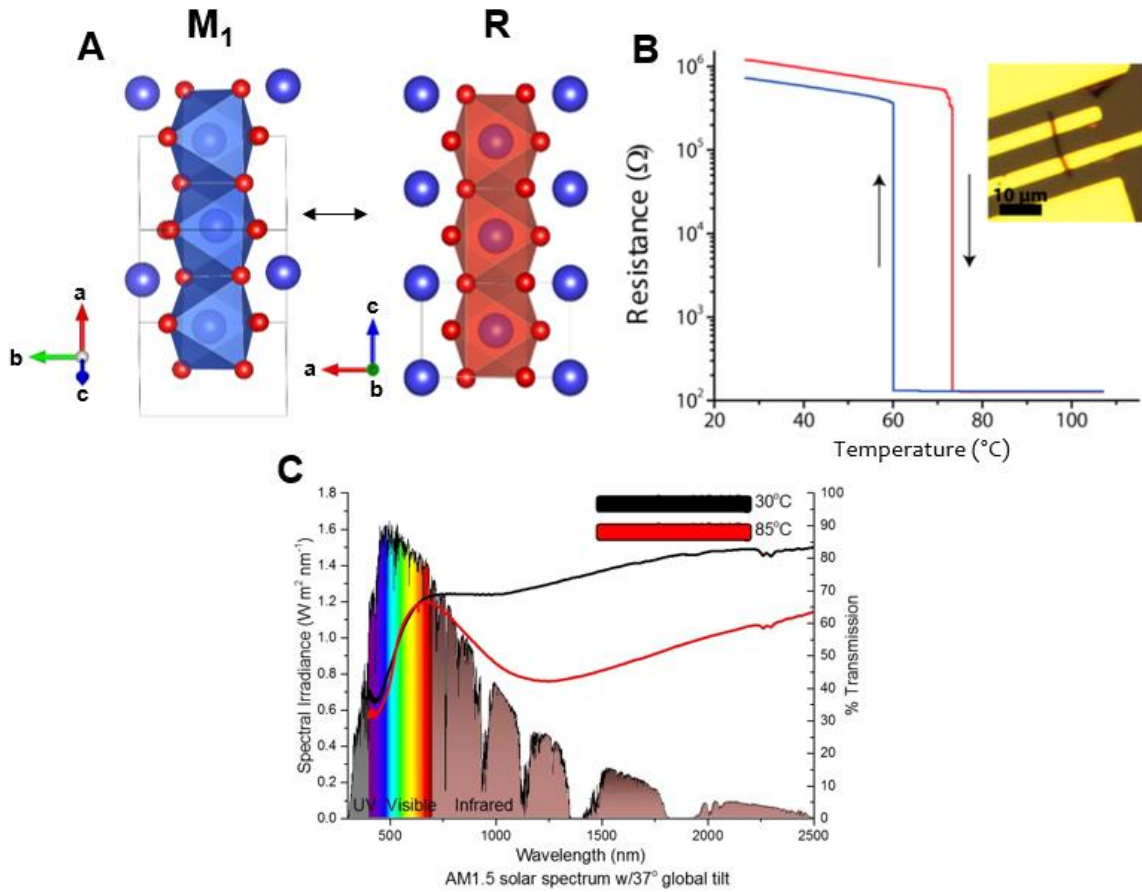 A
M₁
R
a
b
c
c
a
b
B
10⁶
10⁵
10⁴
10³
10²
Resistance (Ω)
20
40
60
80
100
Temperature (°C)
10 µm
C
1.8
1.6
1.4
1.2
1.0
0.8
0.6
0.4
0.2
0.0
Spectral Irradiance (W m² nm⁻¹)
30°C
85°C
100
90
80
70
60
50
40
30
20
10
0
% Transmission
UV Visible Infrared
500
1000
1500
2000
2500
Wavelength (nm)
AM1.5 solar spectrum w/37° global tilt